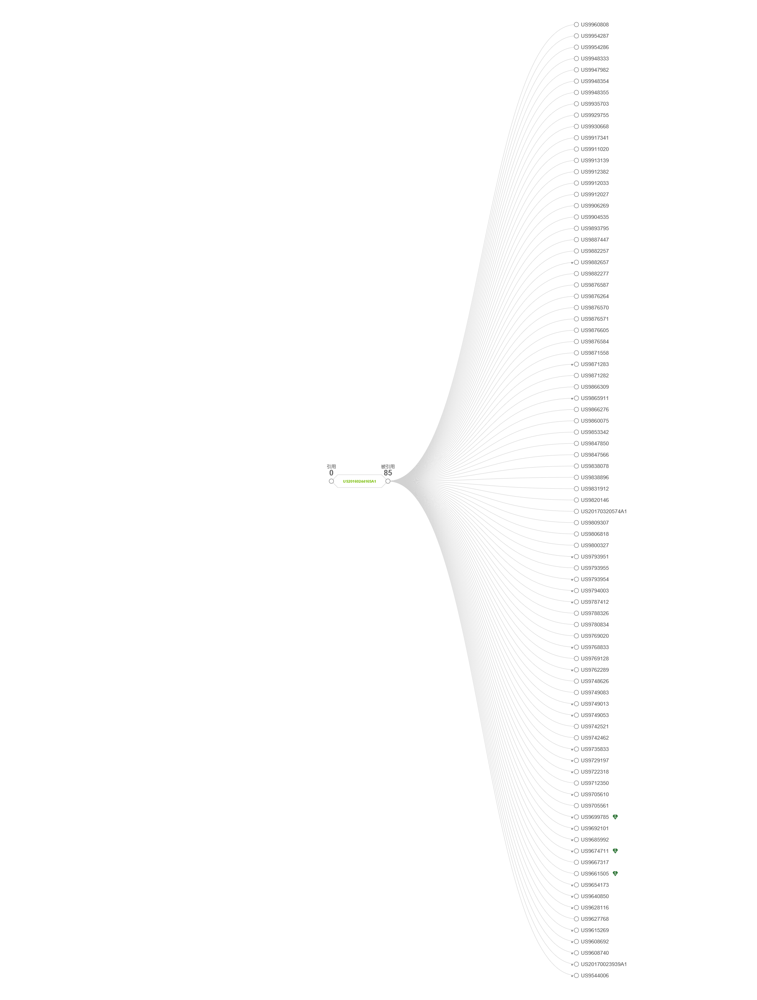 引用
0
US20160244165A1
被引用
85
US9960808
US9954287
US9954286
US9948333
US9947982
US9948354
US9948355
US9935703
US9929755
US9930668
US9917341
US9911020
US9913139
US9912382
US9912033
US9912027
US9906269
US9904535
US9893795
US9887447
US9882257
US9882657
US9882277
US9876587
US9876264
US9876570
US9876571
US9876605
US9876584
US9871558
US9871283
US9871282
US9866309
US9865911
US9866276
US9860075
US9853342
US9847850
US9847566
US9838078
US9838896
US9831912
US9820146
US20170320574A1
US9809307
US9806818
US9800327
US9793951
US9793955
US9793954
US9794003
US9787412
US9788326
US9780834
US9769020
US9768833
US9769128
US9762289
US9748626
US9749083
US9749013
US9749053
US9742521
US9742462
US9735833
US9729197
US9722318
US9712350
US9705610
US9705561
US9699785
US9692101
US9685992
US9674711
US9667317
US9661505
US9654173
US9640850
US9628116
US9627768
US9615269
US9608692
US9608740
US20170023939A1
US9544006